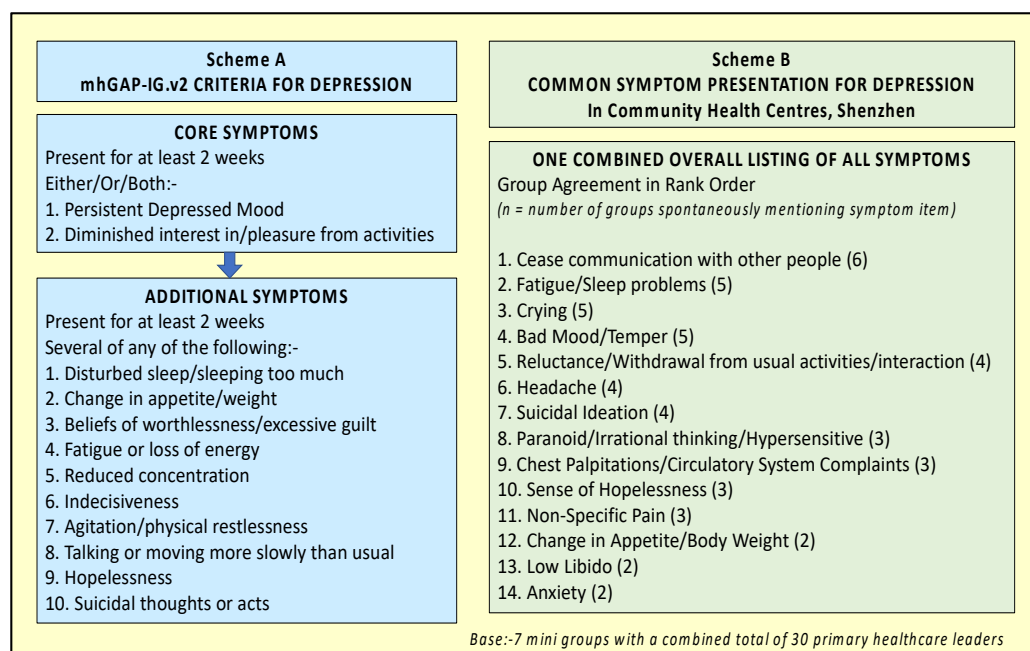 Scheme A
mhGAP-IG.v2 CRITERIA FOR DEPRESSION
CORE SYMPTOMS
Present for at least 2 weeks
Either/Or/Both:-
1. Persistent Depressed Mood
2. Diminished interest in/pleasure from activities
ADDITIONAL SYMPTOMS
Present for at least 2 weeks
Several of any of the following:-
1. Disturbed sleep/sleeping too much
2. Change in appetite/weight
3. Beliefs of worthlessness/excessive guilt
4. Fatigue or loss of energy
5. Reduced concentration
6. Indecisiveness
7. Agitation/physical restlessness
8. Talking or moving more slowly than usual
9. Hopelessness
10. Suicidal thoughts or acts
Scheme B
COMMON SYMPTOM PRESENTATION FOR DEPRESSION
In Community Health Centres, Shenzhen
ONE COMBINED OVERALL LISTING OF ALL SYMPTOMS
Group Agreement in Rank Order
(n = number of groups spontaneously mentioning symptom item)
1. Cease communication with other people (6)
2. Fatigue/Sleep problems (5)
3. Crying (5)
4. Bad Mood/Temper (5)
5. Reluctance/Withdrawal from usual activities/interaction (4)
6. Headache (4)
7. Suicidal Ideation (4)
8. Paranoid/Irrational thinking/Hypersensitive (3)
9. Chest Palpitations/Circulatory System Complaints (3)
10. Sense of Hopelessness (3)
11. Non-Specific Pain (3)
12. Change in Appetite/Body Weight (2)
13. Low Libido (2)
14. Anxiety (2)
Base:-7 mini groups with a combined total of 30 primary healthcare leaders